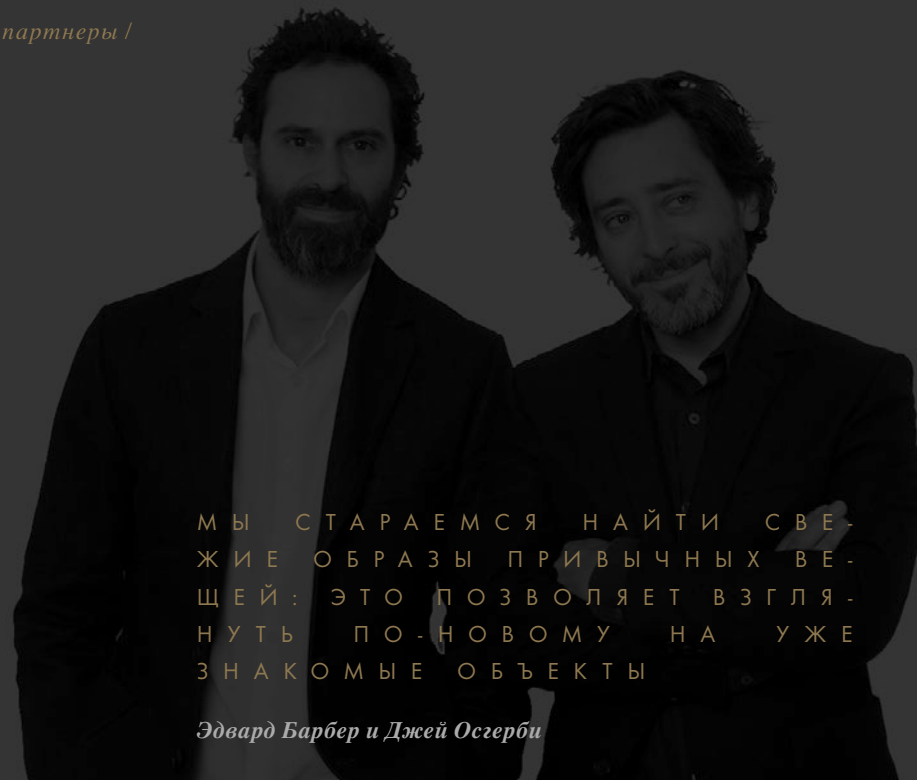 партнеры /
МЫ СТАРАЕМСЯ НАЙТИ СВЕ-
ЖИЕ ОБРАЗЫ ПРИВЫЧНЫХ ВЕ-
ЩЕЙ: ЭТО ПОЗВОЛЯЕТ ВЗГЛЯ-
НУТЬ ПО-НОВОМУ НА УЖЕ
ЗНАКОМЫЕ ОБЪЕКТЫ
Эдвард Барбер и Джей Осгерби